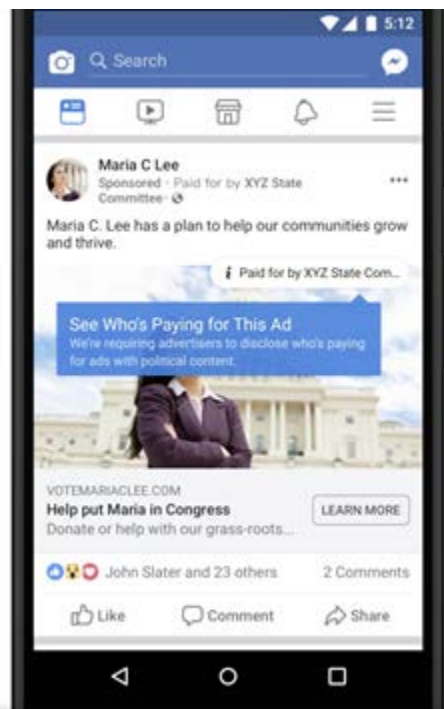 5:12
Search
Maria C Lee
Sponsored · Paid for by XYZ State
Committee ·
Maria C. Lee has a plan to help our communities grow
and thrive.
i Paid for by XYZ State Com...
See Who's Paying for This Ad
We're requiring advertisers to disclose who's paying
for ads with political content.
VOTEMARIACLEE.COM
Help put Maria in Congress
LEARN MORE
Donate or help with our grass-roots...
John Slater and 23 others
2 Comments
Like
Comment
Share